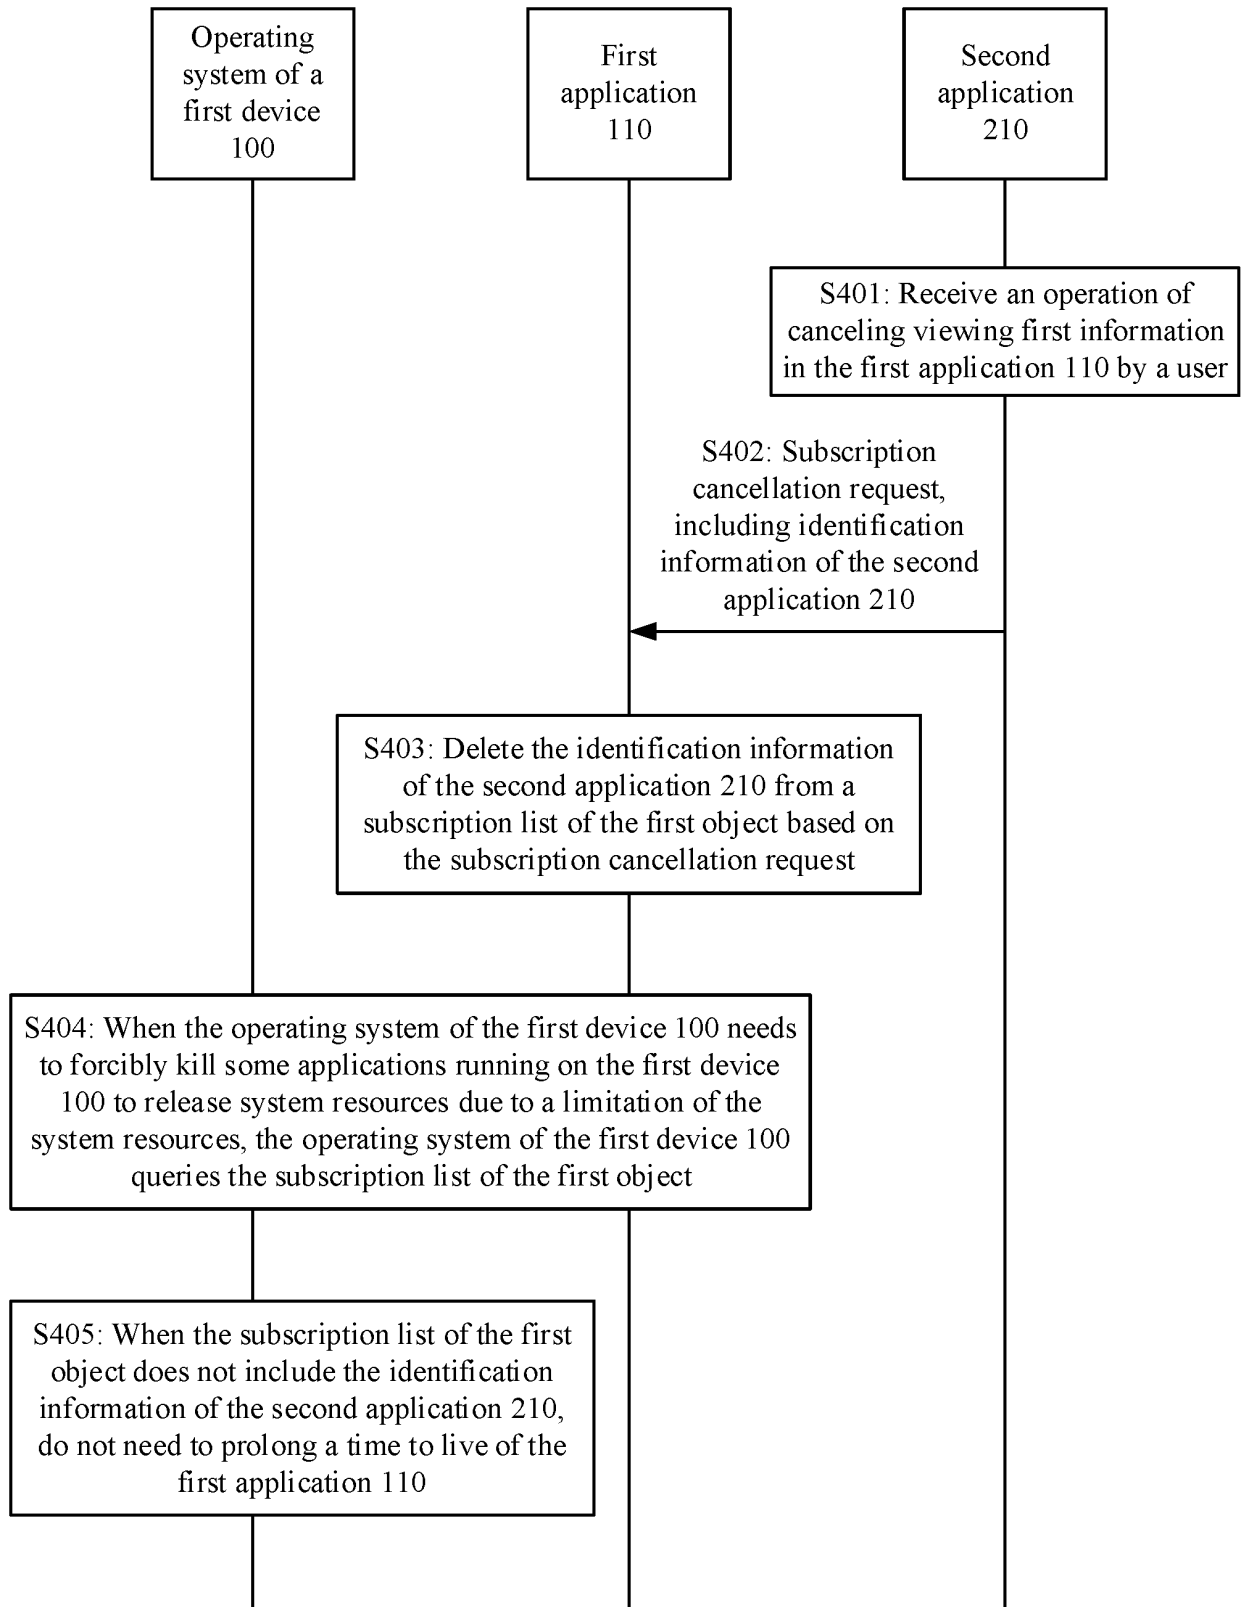 Operating
system of a
first device
100
First
application
110
Second
application
210
S401: Receive an operation of
canceling viewing first information
in the first application 110 by a user
S402: Subscription
cancellation request,
including identification
information of the second
application 210
S403: Delete the identification information
of the second application 210 from a
subscription list of the first object based on
the subscription cancellation request
S404: When the operating system of the first device 100 needs
to forcibly kill some applications running on the first device
100 to release system resources due to a limitation of the
system resources, the operating system of the first device 100
queries the subscription list of the first object
S405: When the subscription list of the first
object does not include the identification
information of the second application 210,
do not need to prolong a time to live of the
first application 110